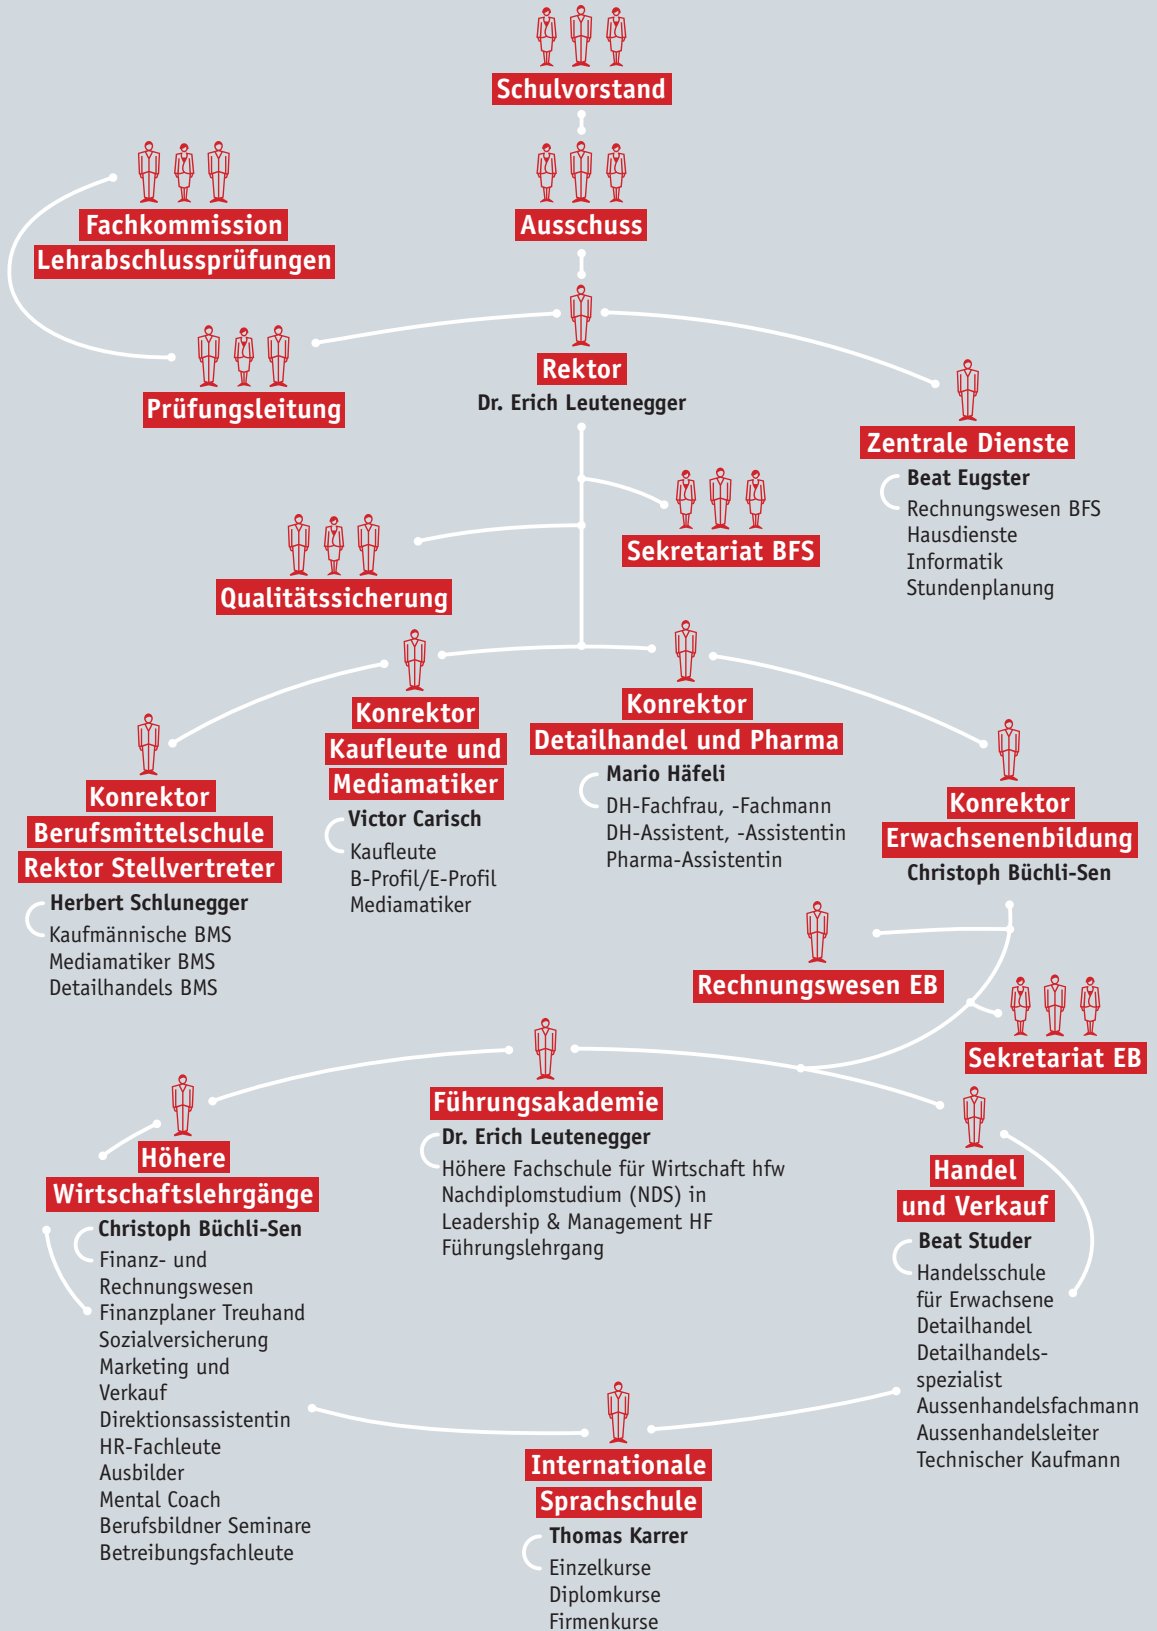 Schulvorstand
Fachkommission
Lehrabschlussprüfungen
Ausschuss
Prüfungsleitung
Rektor
Dr. Erich Leutenegger
Zentrale Dienste
Beat Eugster
Rechnungswesen BFS
Hausdienste
Informatik
Stundenplanung
Sekretariat BFS
Qualitätssicherung
Konrektor
Berufsmittelschule
Rektor Stellvertreter
Herbert Schlunegger
Kaufmännische BMS
Mediamatiker BMS
Detailhandels BMS
Konrektor
Kaufleute und
Mediamatiker
Victor Carisch
Kaufleute
B-Profil/E-Profil
Mediamatiker
Konrektor
Detailhandel und Pharma
Mario Häfeli
DH-Fachfrau, -Fachmann
DH-Assistent, -Assistentin
Pharma-Assistentin
Konrektor
Erwachsenenbildung
Christoph Büchli-Sen
Rechnungswesen EB
Sekretariat EB
Höhere
Wirtschaftslehrgänge
Christoph Büchli-Sen
Finanz- und
Rechnungswesen
Finanzplaner Treuhand
Sozialversicherung
Marketing und
Verkauf
Direktionsassistentin
HR-Fachleute
Ausbilder
Mental Coach
Berufsbildner Seminare
Betreibungsfachleute
Führungsakademie
Dr. Erich Leutenegger
Höhere Fachschule für Wirtschaft hfw
Nachdiplomstudium (NDS) in
Leadership & Management HF
Führungslehrgang
Handel
und Verkauf
Beat Studer
Handelsschule
für Erwachsene
Detailhandel
Detailhandels-
spezialist
Aussenhandelsfachmann
Aussenhandelsleiter
Technischer Kaufmann
Internationale
Sprachschule
Thomas Karrer
Einzelkurse
Diplomkurse
Firmenkurse